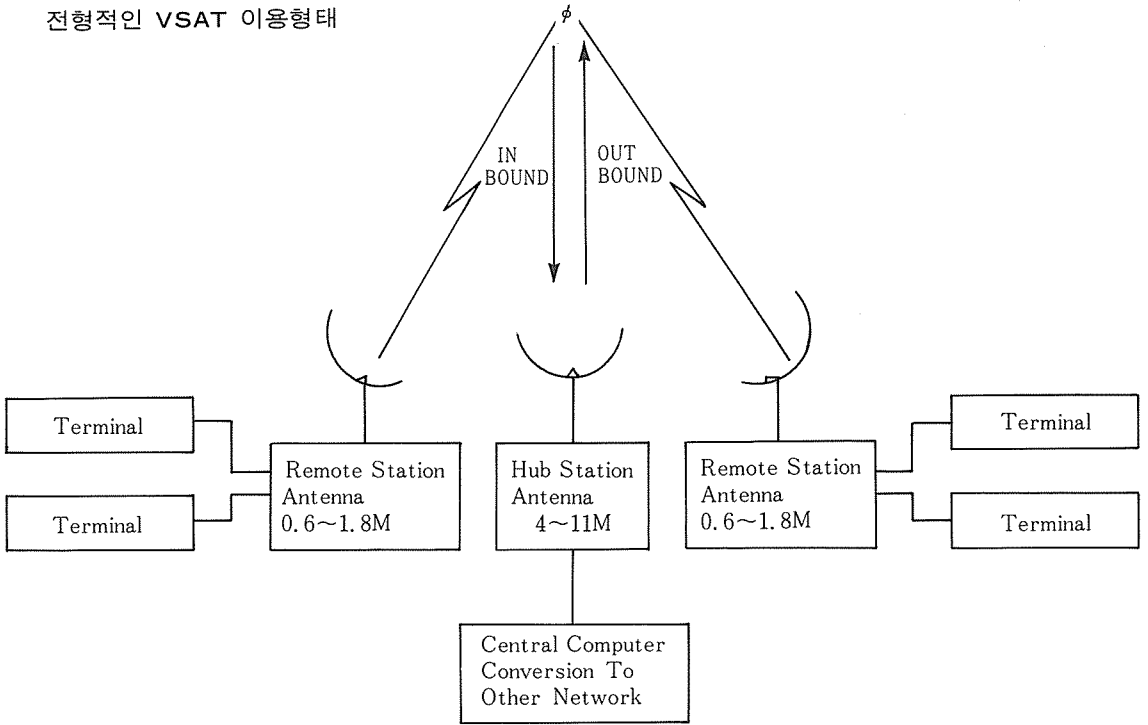 전형적인 VSAT 이용형태
φ
IN
BOUND
OUT
BOUND
Terminal
Terminal
Remote Station
Antenna
0.6~1.8M
Hub Station
Antenna
4~11M
Remote Station
Antenna
0.6~1.8M
Terminal
Terminal
Central Computer
Conversion To
Other Network